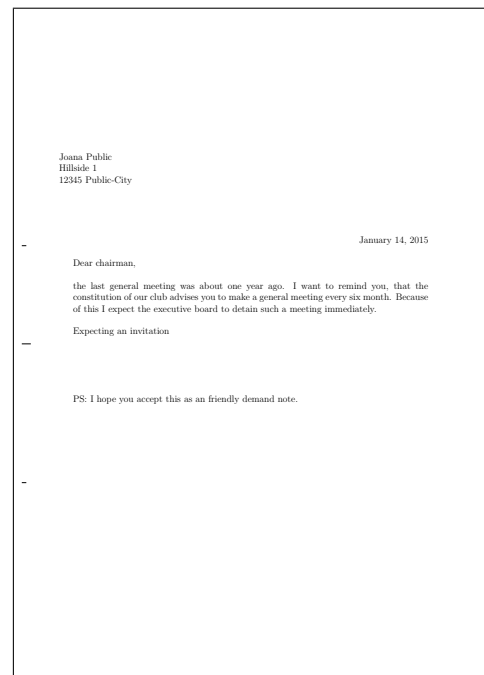 Joana Public
Hillside 1
12345 Public-City
January 14, 2015
Dear chairman,
the last general meeting was about one year ago. I want to remind you, that the
constitution of our club advises you to make a general meeting every six month. Because
of this I expect the executive board to detain such a meeting immediately.
Expecting an invitation
PS: I hope you accept this as an friendly demand note.